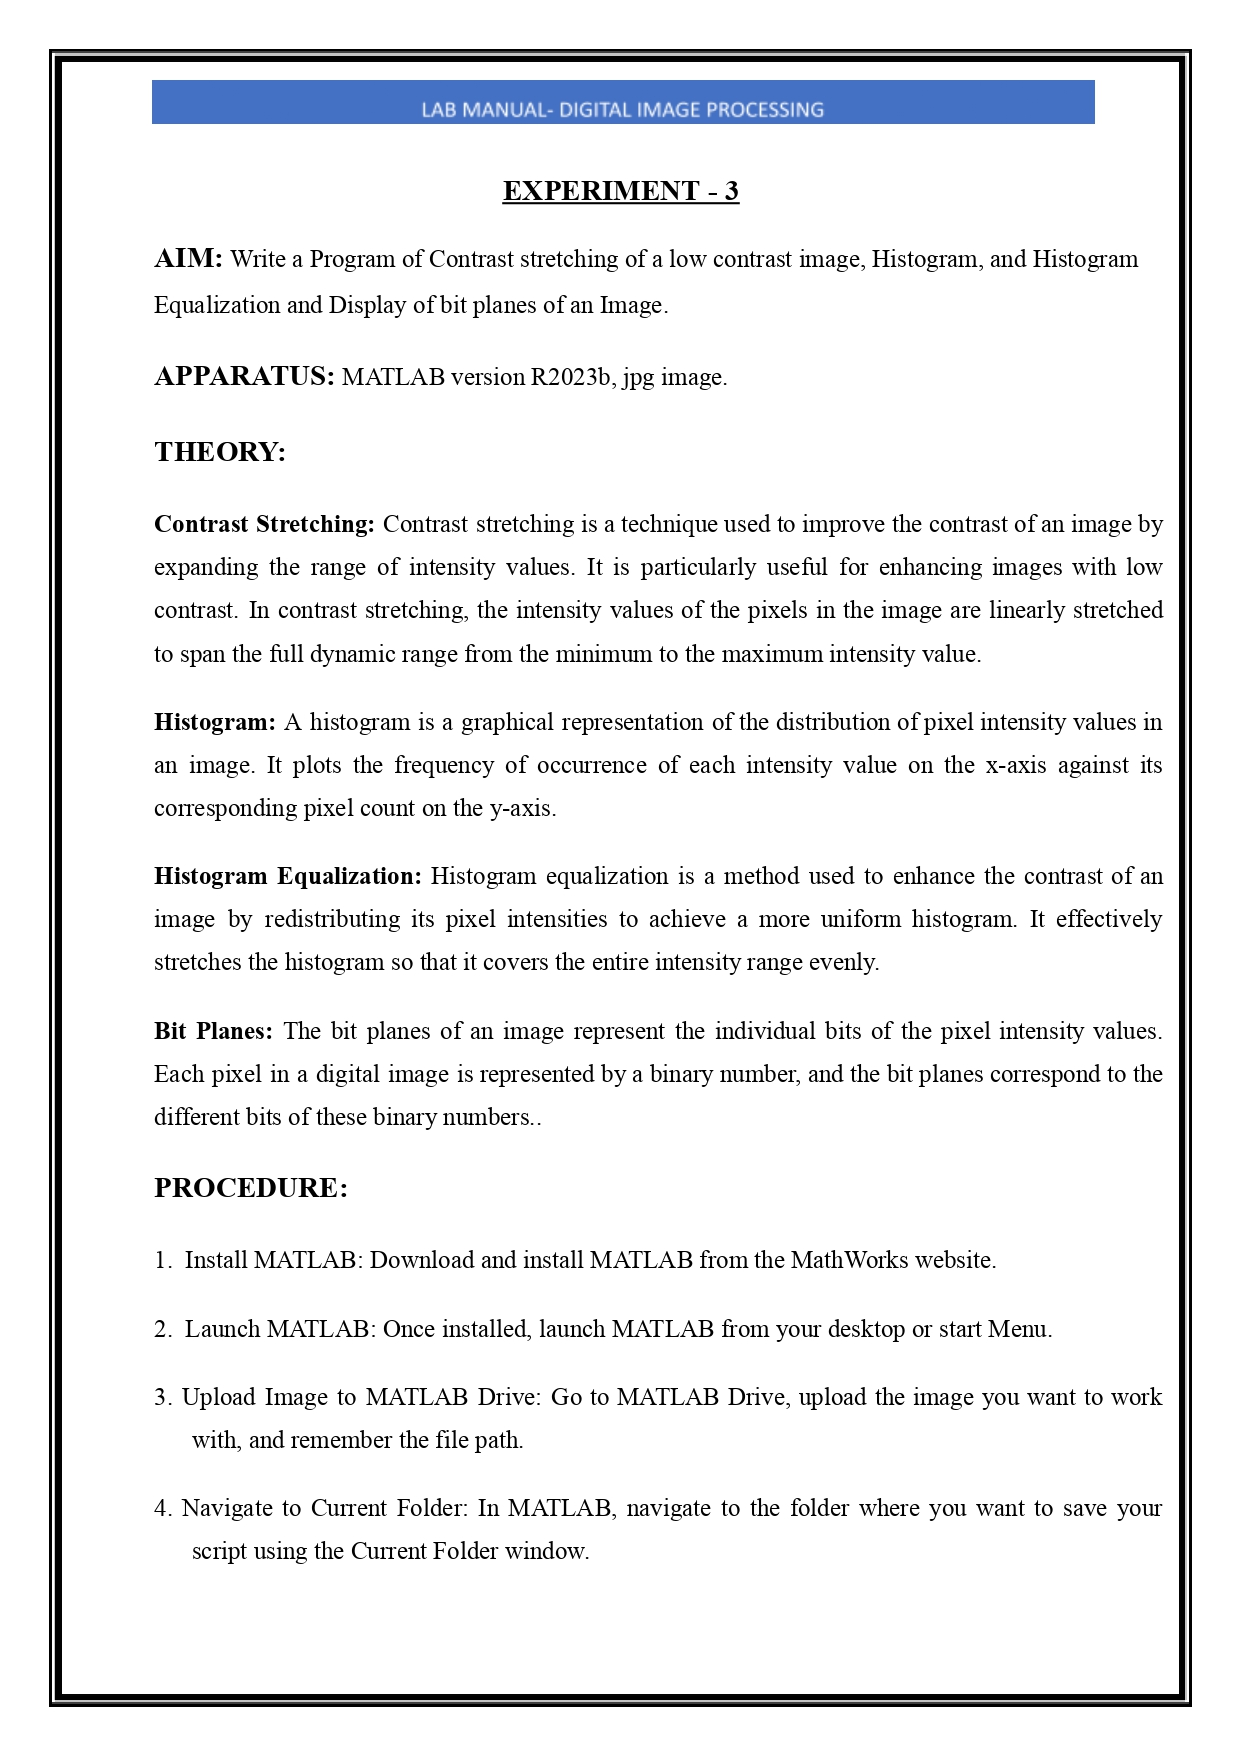 LAB MANUAL- DIGITAL IMAGE PROCESSING
EXPERIMENT - 3
AIM: Write a Program of Contrast stretching of a low contrast image, Histogram, and Histogram
Equalization and Display of bit planes of an Image.
APPARATUS: MATLAB version R2023b, jpg image.
THEORY:
Contrast Stretching: Contrast stretching is a technique used to improve the contrast of an image by
expanding the range of intensity values. It is particularly useful for enhancing images with low
contrast. In contrast stretching, the intensity values of the pixels in the image are linearly stretched
to span the full dynamic range from the minimum to the maximum intensity value.
Histogram: A histogram is a graphical representation of the distribution of pixel intensity values in
an image. It plots the frequency of occurrence of each intensity value on the x-axis against its
corresponding pixel count on the y-axis.
Histogram Equalization: Histogram equalization is a method used to enhance the contrast of an
image by redistributing its pixel intensities to achieve a more uniform histogram. It effectively
stretches the histogram so that it covers the entire intensity range evenly.
Bit Planes: The bit planes of an image represent the individual bits of the pixel intensity values.
Each pixel in a digital image is represented by a binary number, and the bit planes correspond to the
different bits of these binary numbers..
PROCEDURE:
1. Install MATLAB: Download and install MATLAB from the MathWorks website.
2. Launch MATLAB: Once installed, launch MATLAB from your desktop or start Menu.
3. Upload Image to MATLAB Drive: Go to MATLAB Drive, upload the image you want to work
with, and remember the file path.
4. Navigate to Current Folder: In MATLAB, navigate to the folder where you want to save your
script using the Current Folder window.